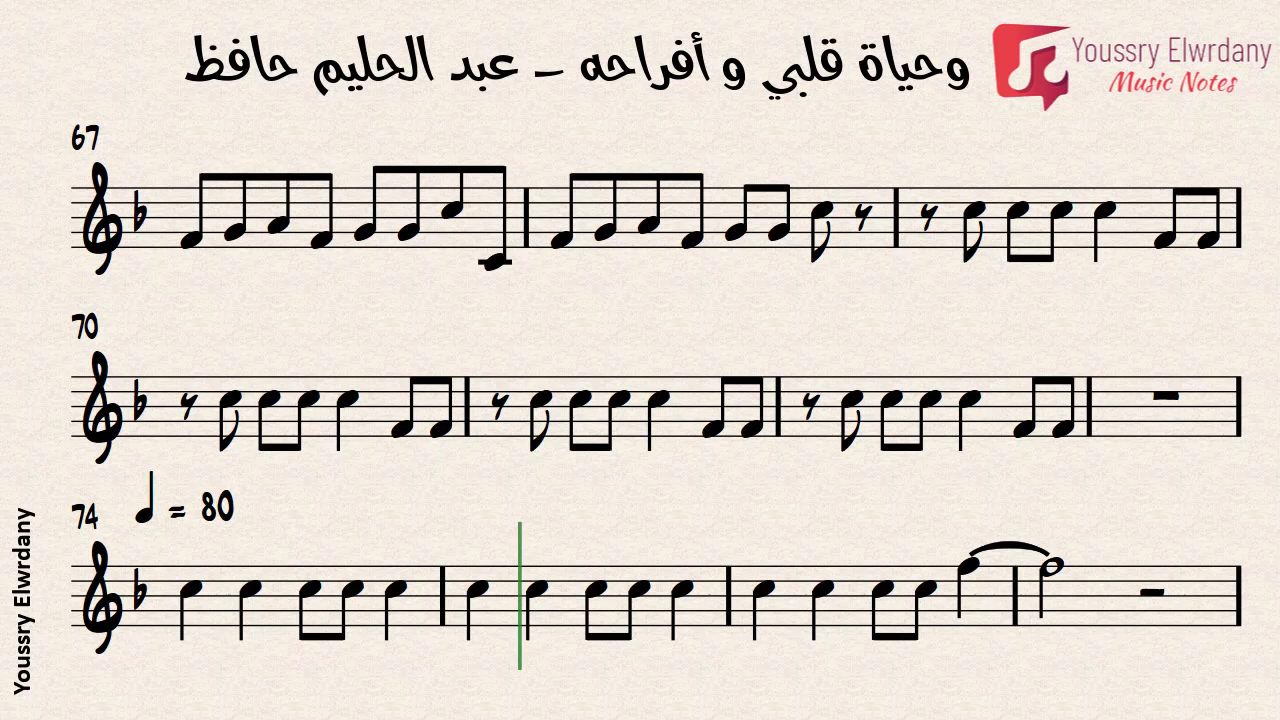 وحياة قلبي و أفراحه - عبد الحليم حافظ
Youssry Elwrdany
Music Notes
67
70
74
♩ = 80
Youssry Elwrdany